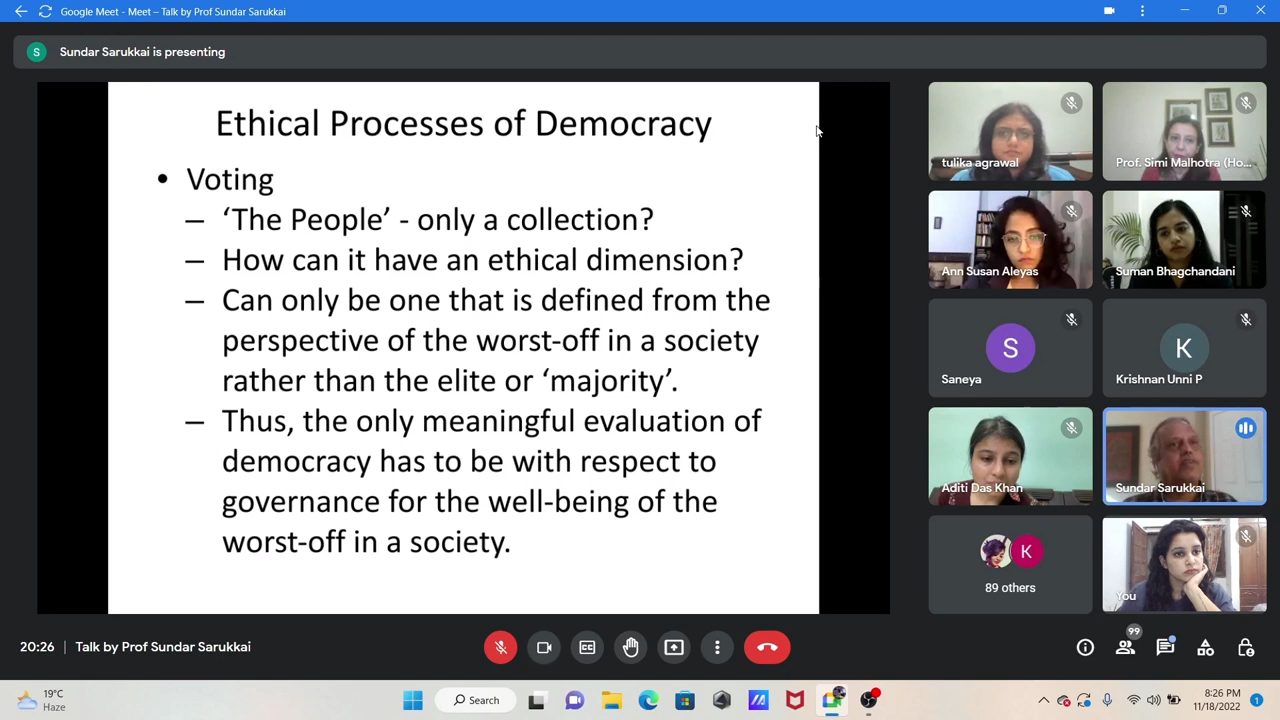 Google Meet - Meet – Talk by Prof Sundar Sarukkai
S Sundar Sarukkai is presenting
Ethical Processes of Democracy
• Voting
– ‘The People’ - only a collection?
– How can it have an ethical dimension?
– Can only be one that is defined from the
perspective of the worst-off in a society
rather than the elite or ‘majority’.
– Thus, the only meaningful evaluation of
democracy has to be with respect to
governance for the well-being of the
worst-off in a society.
tulika agrawal
Prof. Simi Malhotra (Ho...
Ann Susan Aleyas
Suman Bhagchandani
S
Saneya
K
Krishnan Unni P
Aditi Das Khan
Sundar Sarukkai
K
89 others
You
20:26 | Talk by Prof Sundar Sarukkai
99
19°C
Haze
Search
8:26 PM
11/18/2022
1